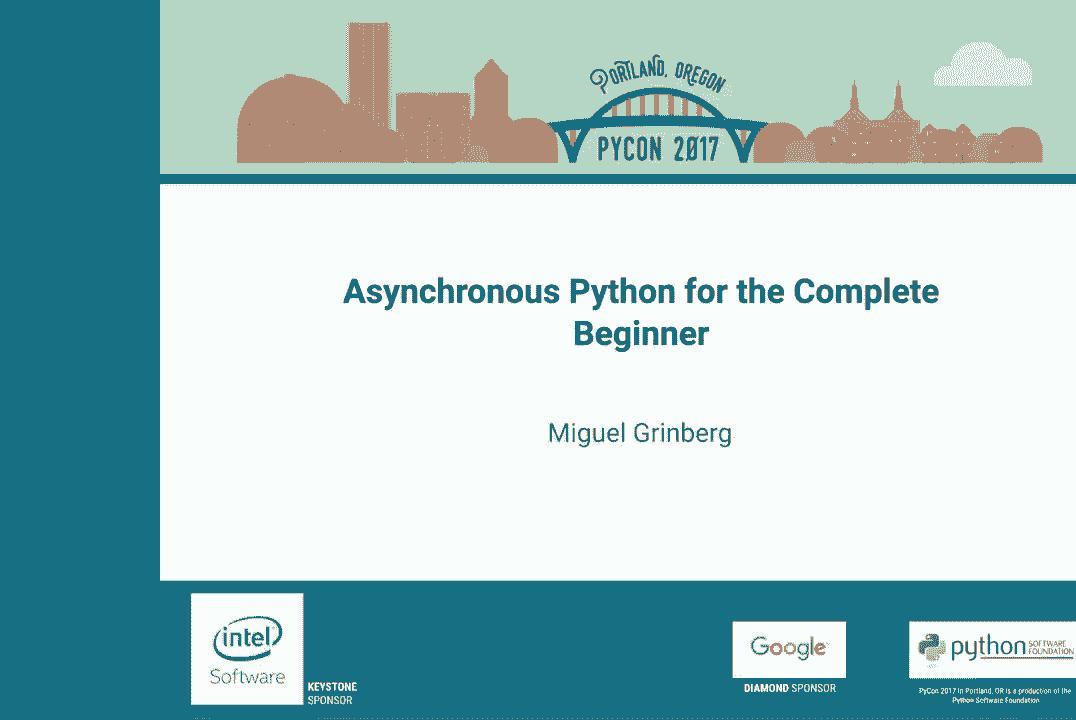 PORTLAND, OREGON
PYCON 2017
Asynchronous Python for the Complete
Beginner
Miguel Grinberg
intel
Software
KEYSTONE
SPONSOR
Google
DIAMOND SPONSOR
python SOFTWARE
FOUNDATION
PyCon 2017 in Portland, OR is a production of the
Python Software Foundation